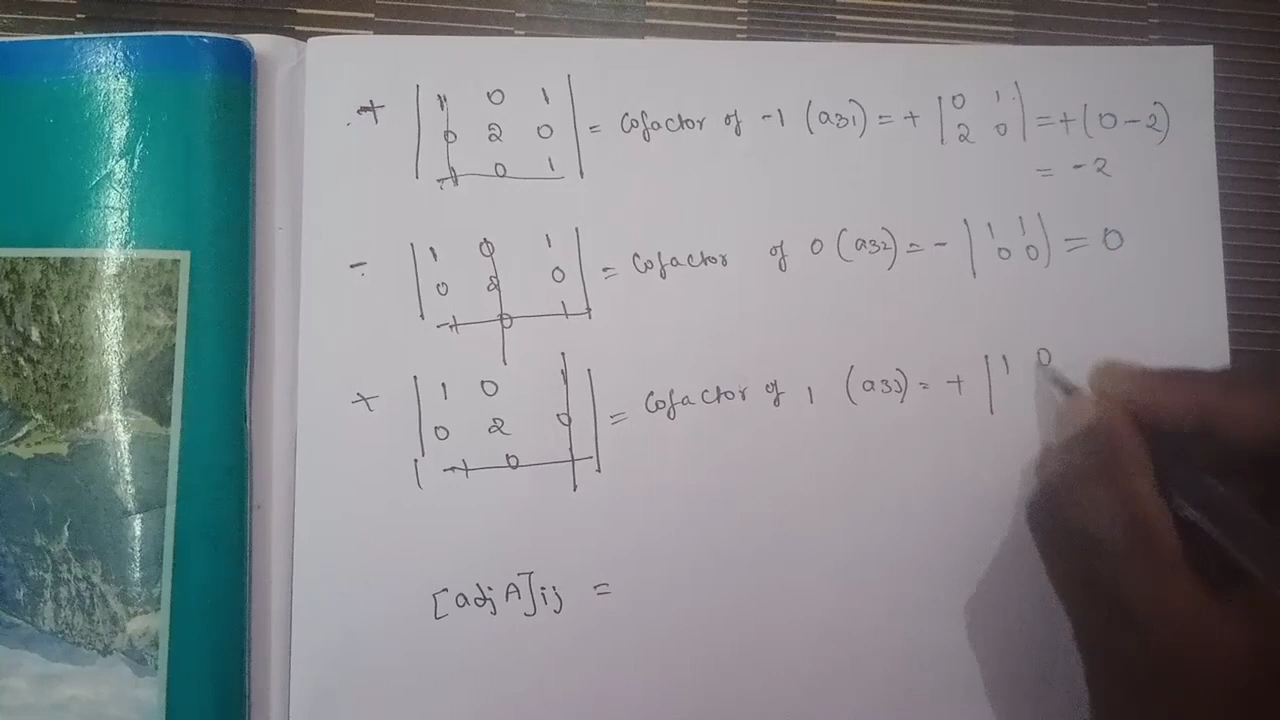 + | 1 0 1 | = Cofactor of -1 (a31) = + | 0 1 | = +(0-2)
| 0 2 0 | | 2 0 |
| -1 0 1 | = -2
- | 1 0 1 | = Cofactor of 0 (a32) = - | 1 1 | = 0
| 0 2 0 | | 0 0 |
| -1 0 1 |
+ | 1 0 1 | = Cofactor of 1 (a33) = + | 1 0
| 0 2 0 |
| -1 0
[adj A]ij =